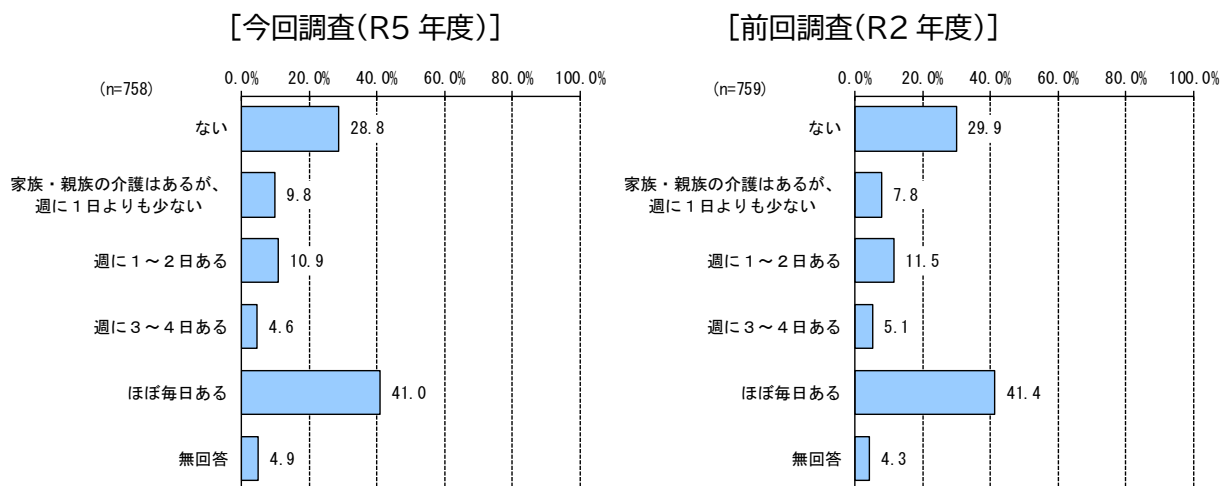 [今回調査(R5 年度)]
(n=758)
0.0% 20.0% 40.0% 60.0% 80.0% 100.0%
ない 28.8
家族・親族の介護はあるが、
週に1日よりも少ない 9.8
週に1~2日ある 10.9
週に3~4日ある 4.6
ほぼ毎日ある 41.0
無回答 4.9
[前回調査(R2 年度)]
(n=759)
0.0% 20.0% 40.0% 60.0% 80.0% 100.0%
ない 29.9
家族・親族の介護はあるが、
週に1日よりも少ない 7.8
週に1~2日ある 11.5
週に3~4日ある 5.1
ほぼ毎日ある 41.4
無回答 4.3